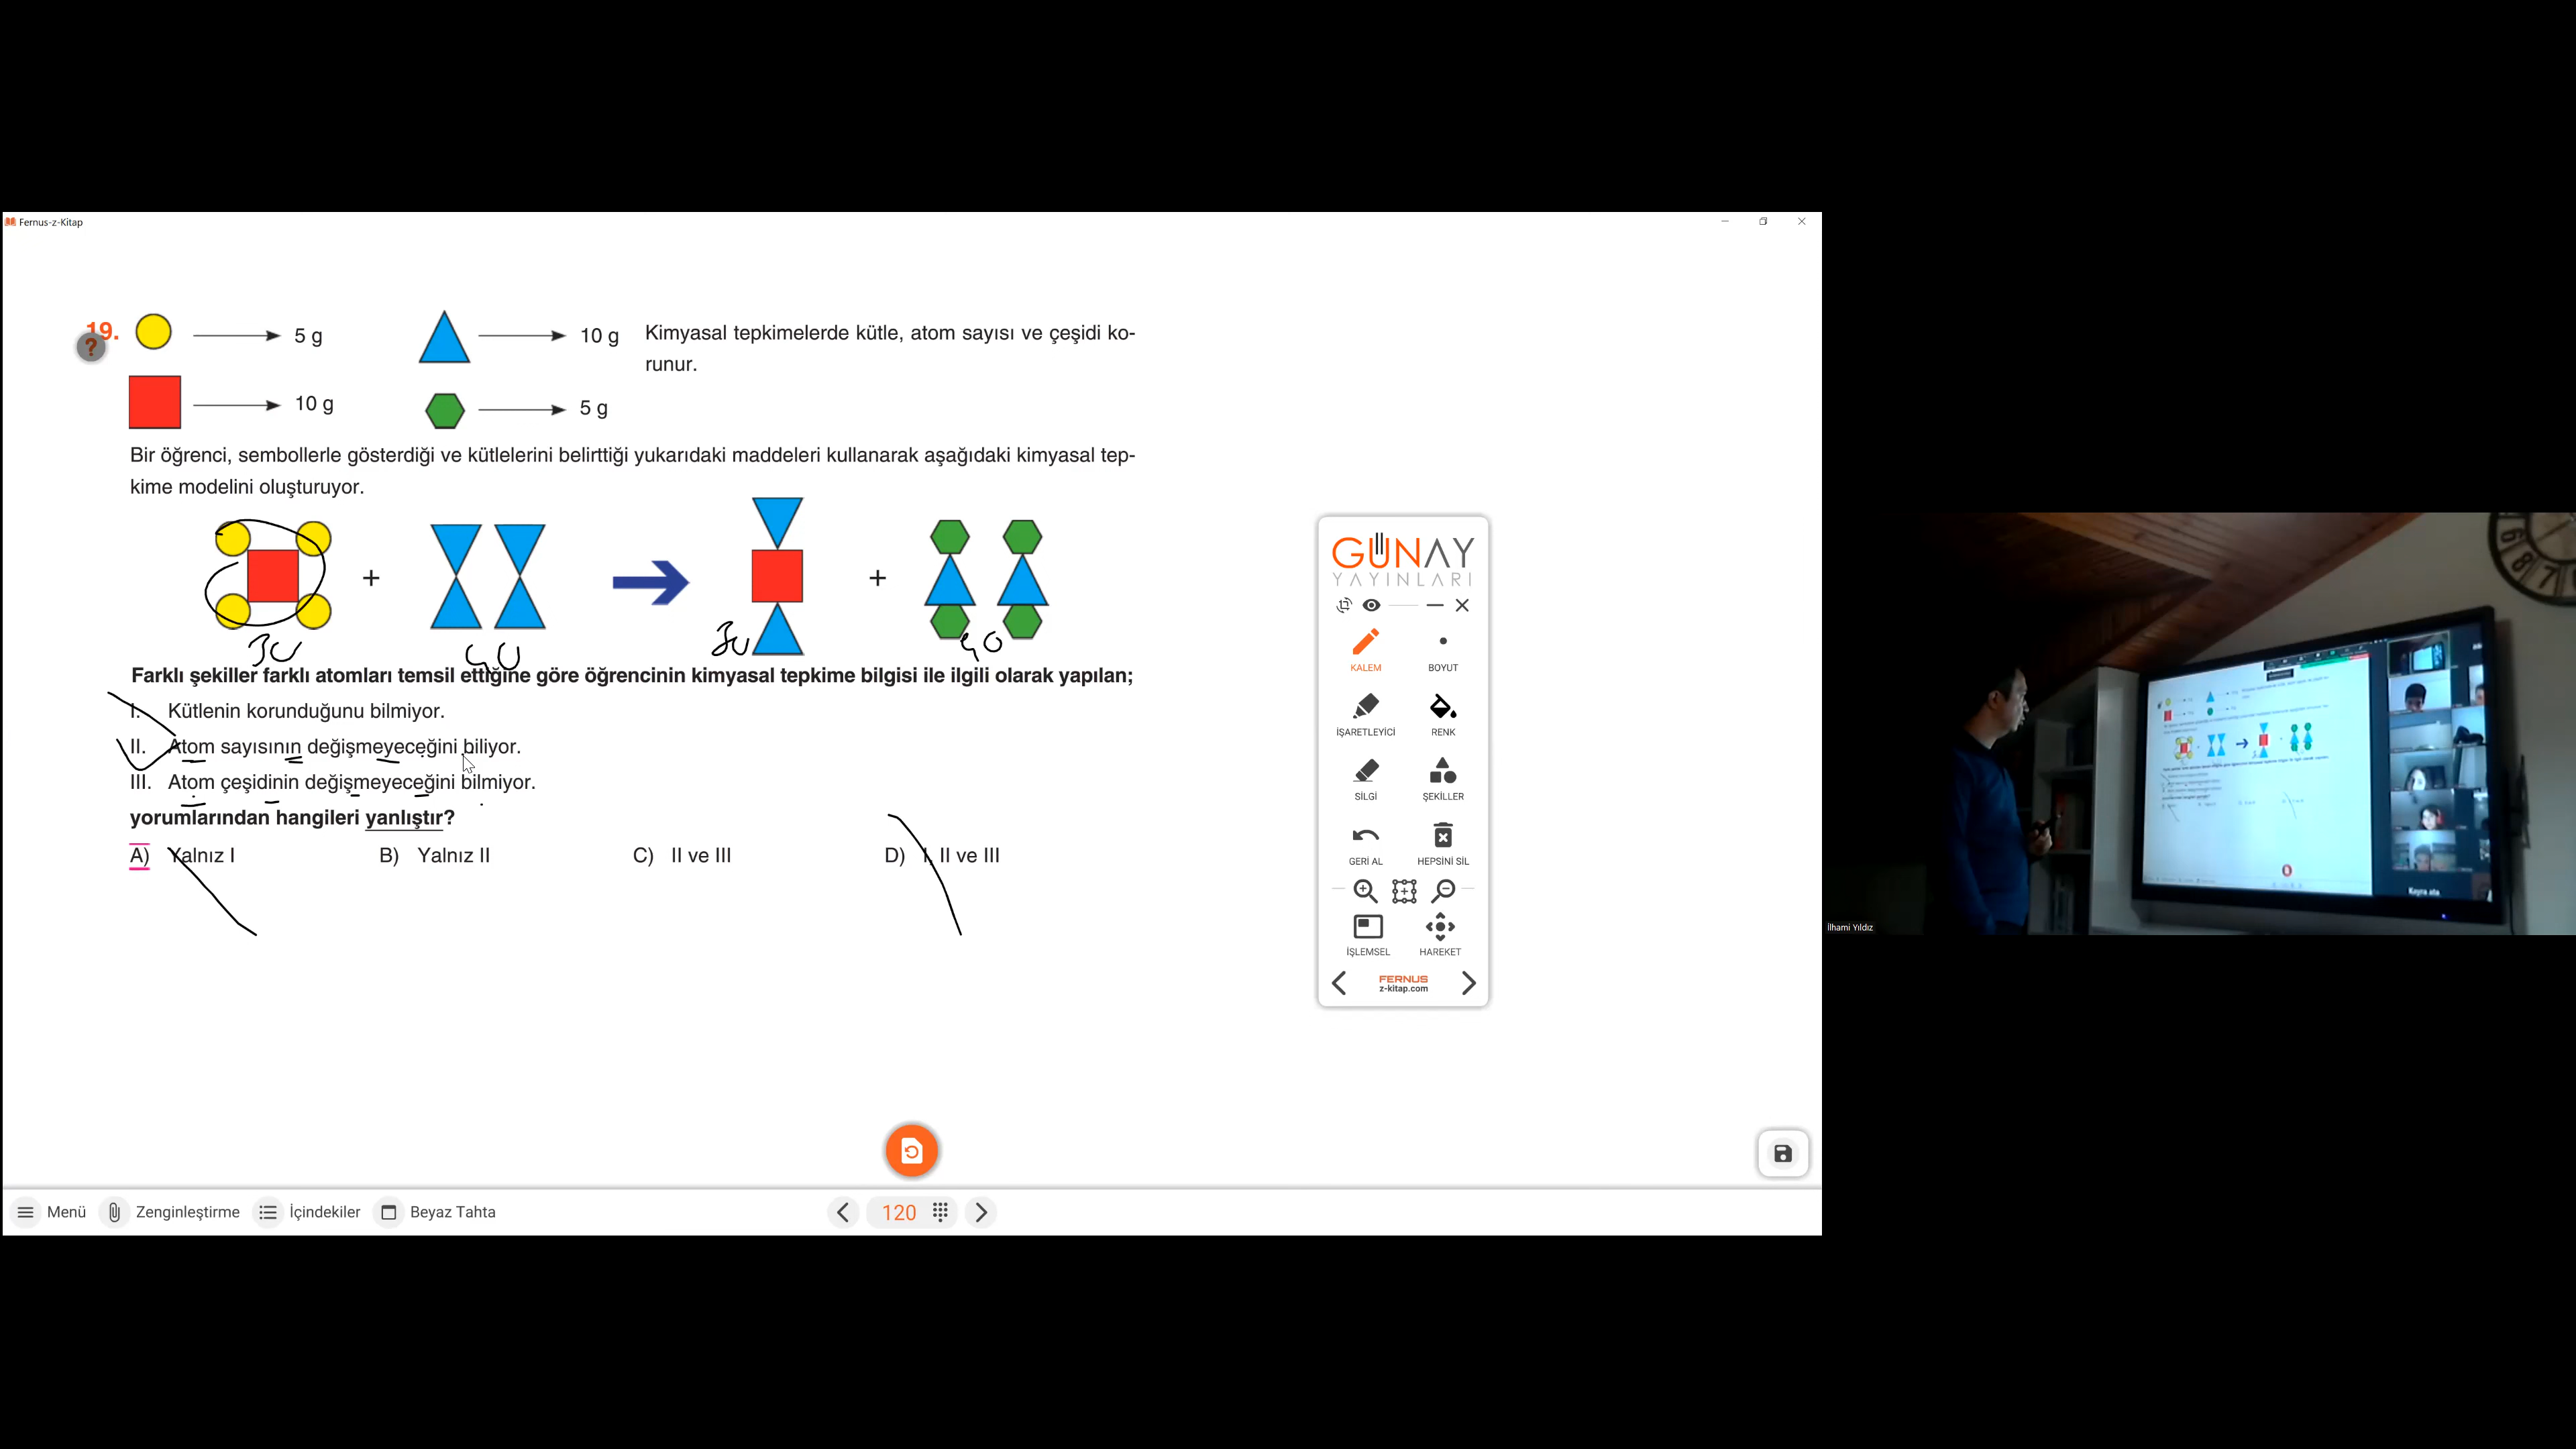 Fernus-z-Kitap
19.
?
5 g
10 g
Kimyasal tepkimelerde kütle, atom sayısı ve çeşidi ko-
runur.
10 g
5 g
Bir öğrenci, sembollerle gösterdiği ve kütlelerini belirttiği yukarıdaki maddeleri kullanarak aşağıdaki kimyasal tep-
kime modelini oluşturuyor.
+
+
30
40
30
40
Farklı şekiller farklı atomları temsil ettiğine göre öğrencinin kimyasal tepkime bilgisi ile ilgili olarak yapılan;
I. Kütlenin korunduğunu bilmiyor.
II. Atom sayısının değişmeyeceğini biliyor.
III. Atom çeşidinin değişmeyeceğini bilmiyor.
yorumlarından hangileri yanlıştır?
A) Yalnız I B) Yalnız II C) II ve III D) I, II ve III
GÜNAY
YAYINLARI
KALEM BOYUT
İŞARETLEYİCİ RENK
SİLGİ ŞEKİLLER
GERİ AL HEPSİNİ SİL
İŞLEMSEL HAREKET
FERNUS
z-kitap.com
Menü Zenginleştirme İçindekiler Beyaz Tahta 120
İlhami Yıldız